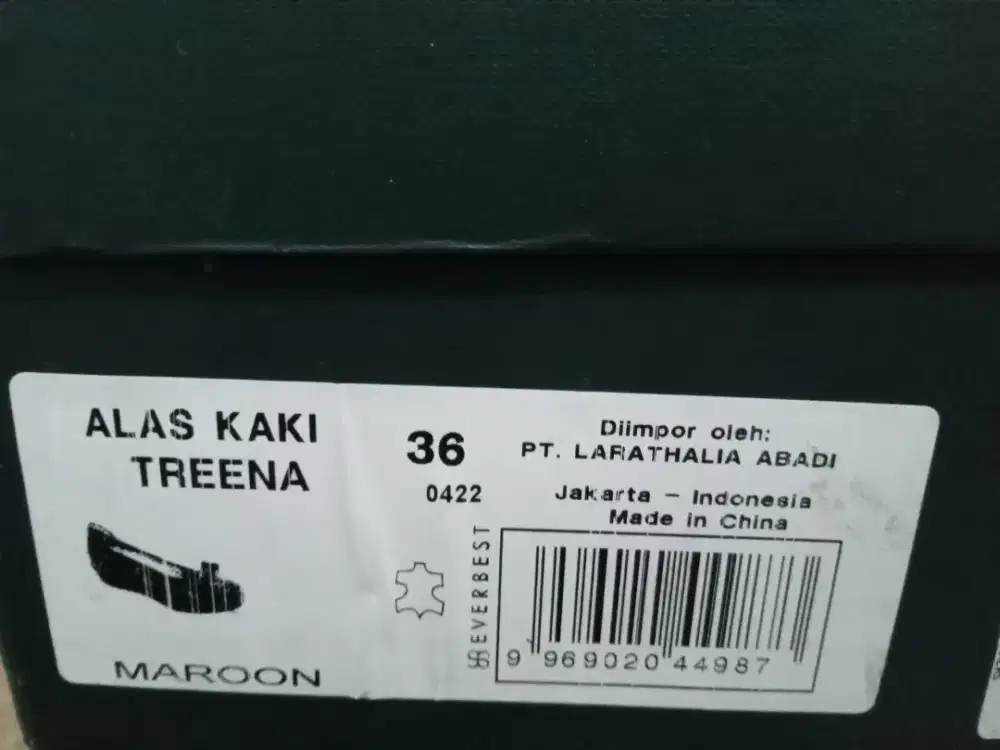 ALAS KAKI
TREENA
MAROON
36
0422
Diimpor oleh:
PT. LARATHALIA ABADI
Jakarta - Indonesia
Made in China
EVERBEST
9 969020 44987